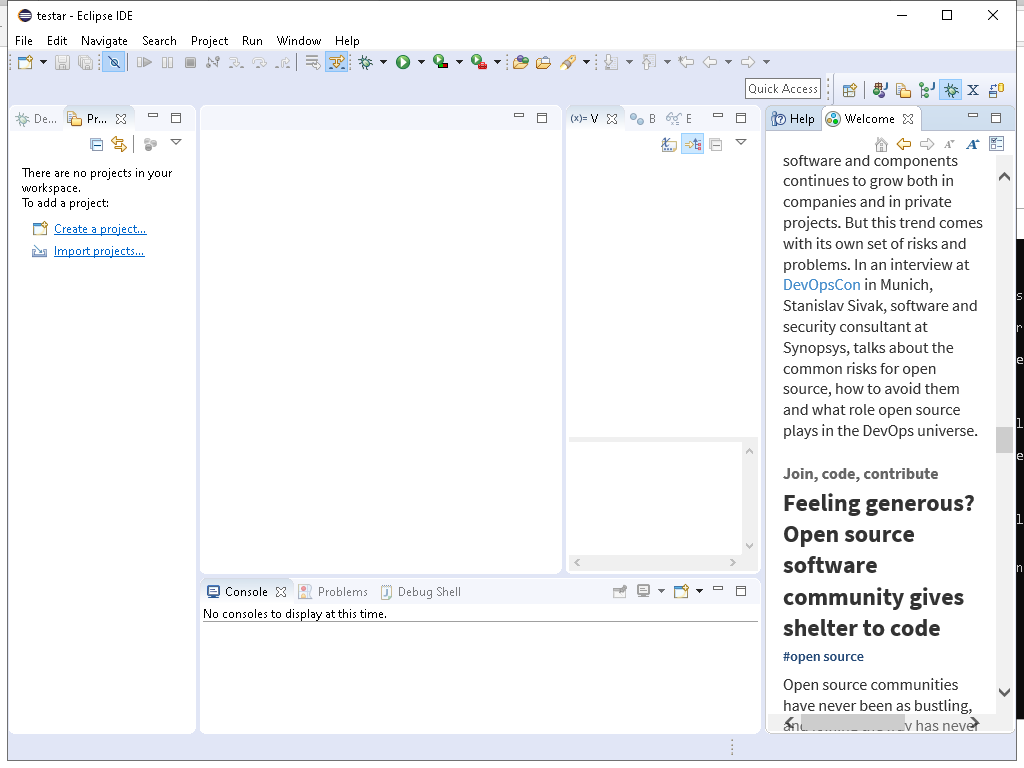 testar - Eclipse IDE
File Edit Navigate Search Project Run Window Help
Quick Access
De...
Pr...
There are no projects in your
workspace.
To add a project:
Create a project...
Import projects...
(x)= V
B
E
Console
Problems
Debug Shell
No consoles to display at this time.
Help
Welcome
software and components
continues to grow both in
companies and in private
projects. But this trend comes
with its own set of risks and
problems. In an interview at
DevOpsCon in Munich,
Stanislav Sivak, software and
security consultant at
Synopsys, talks about the
common risks for open
source, how to avoid them
and what role open source
plays in the DevOps universe.
Join, code, contribute
Feeling generous?
Open source
software
community gives
shelter to code
#open source
Open source communities
have never been as bustling,
has never